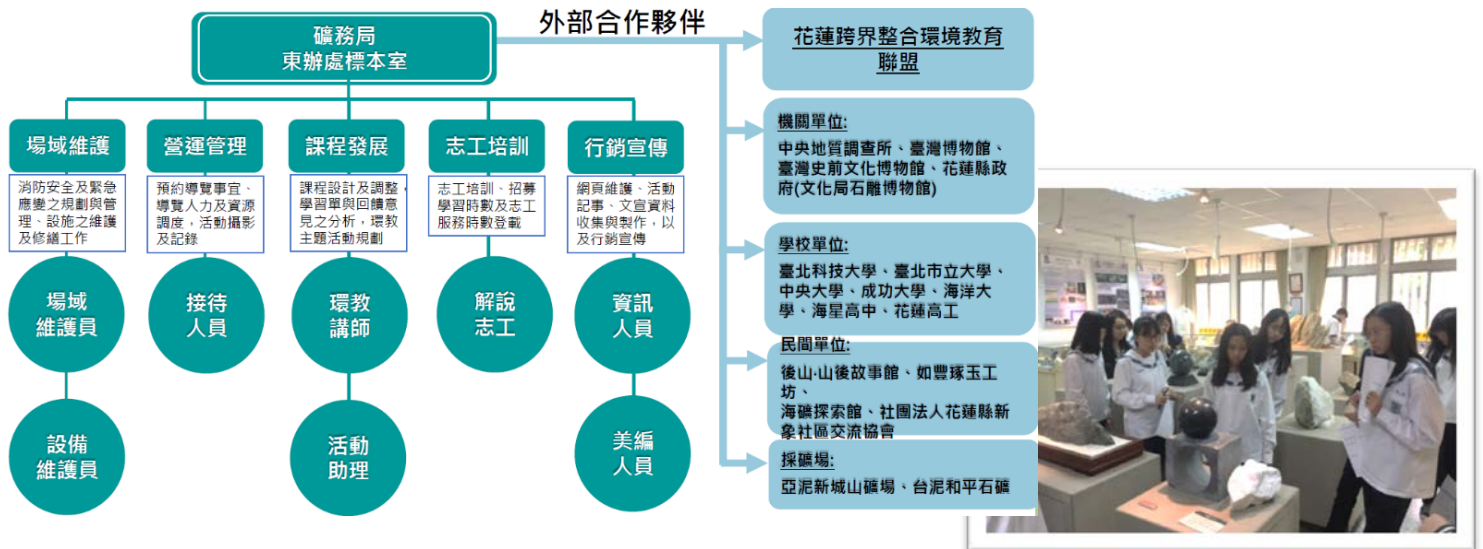 礦務局
東辦處標本室
外部合作夥伴
場域維護
消防安全及緊急
應變之規劃與管
理、設施之維護
及修繕工作
場域
維護員
設備
維護員
營運管理
預約導覽事宜、
導覽人力及資源
調度，活動攝影
及記錄
接待
人員
課程發展
課程設計及調整，
學習單與回饋意
見之分析，環教
主題活動規劃
環教
講師
活動
助理
志工培訓
志工培訓、招募
學習時數及志工
服務時數登載
解說
志工
行銷宣傳
網頁維護、活動
記事、文宣資料
收集與製作，以
及行銷宣傳
資訊
人員
美編
人員
花蓮跨界整合環境教育
聯盟
機關單位:
中央地質調查所、臺灣博物館、
臺灣史前文化博物館、花蓮縣政
府(文化局石雕博物館)
學校單位:
臺北科技大學、臺北市立大學、
中央大學、成功大學、海洋大
學、海星高中、花蓮高工
民間單位:
後山·山後故事館、如豐琢玉工
坊、
海礦探索館、社團法人花蓮縣新
象社區交流協會
採礦場:
亞泥新城山礦場、台泥和平石礦